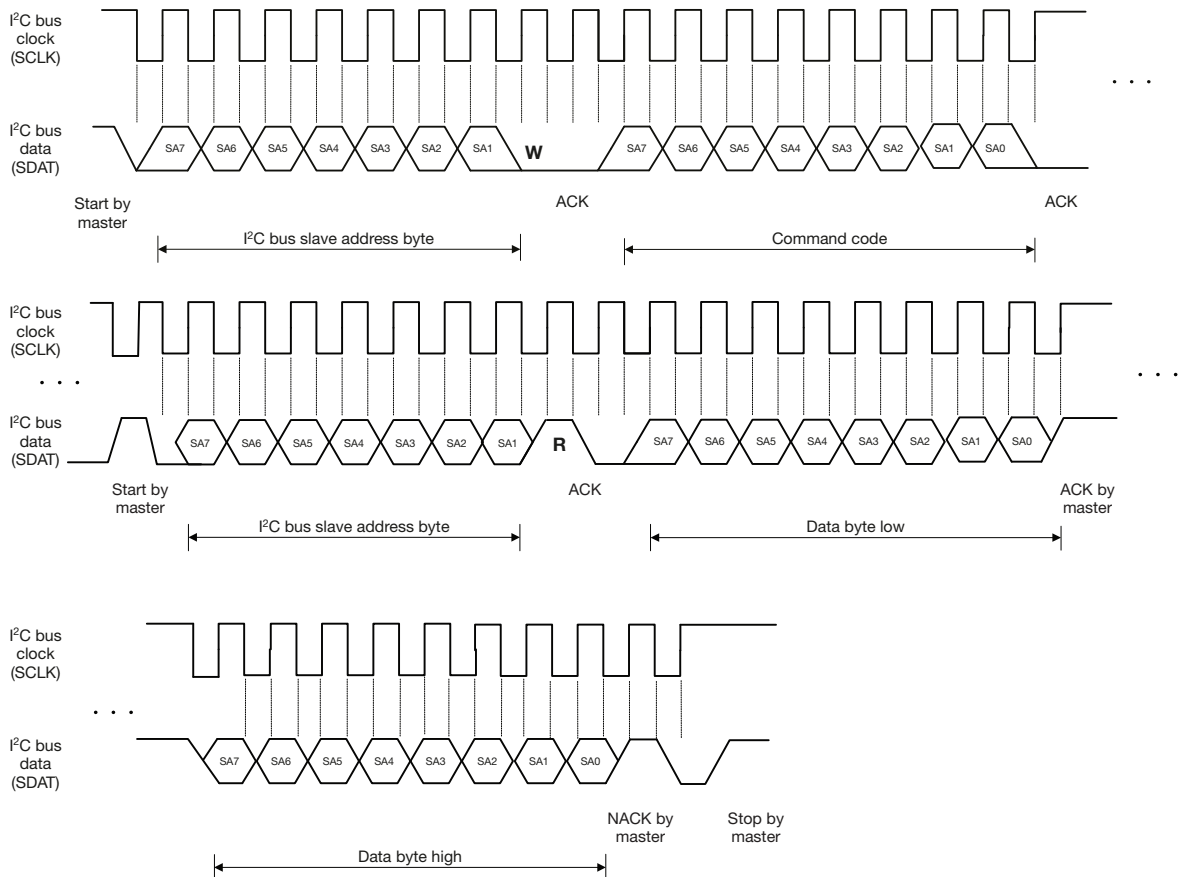 I²C bus
clock
(SCLK)
. . .
I²C bus
data
(SDAT)
SA7 SA6 SA5 SA4 SA3 SA2 SA1 W SA7 SA6 SA5 SA4 SA3 SA2 SA1 SA0
Start by
master
ACK
ACK
I²C bus slave address byte
Command code
I²C bus
clock
(SCLK)
. . .
. . .
I²C bus
data
(SDAT)
SA7 SA6 SA5 SA4 SA3 SA2 SA1 R SA7 SA6 SA5 SA4 SA3 SA2 SA1 SA0
Start by
master
ACK
ACK by
master
I²C bus slave address byte
Data byte low
I²C bus
clock
(SCLK)
. . .
I²C bus
data
(SDAT)
SA7 SA6 SA5 SA4 SA3 SA2 SA1 SA0
NACK by
master
Stop by
master
Data byte high